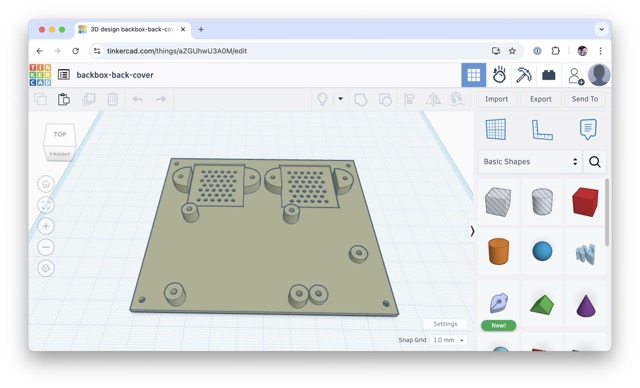 3D design backbox-back-cov
tinkercad.com/things/aZGUhwU3A0M/edit
TIN
KER
CAD
backbox-back-cover
Import
Export
Send To
TOP
FRONT
Basic Shapes
New!
Settings
Snap Grid
1.0 mm